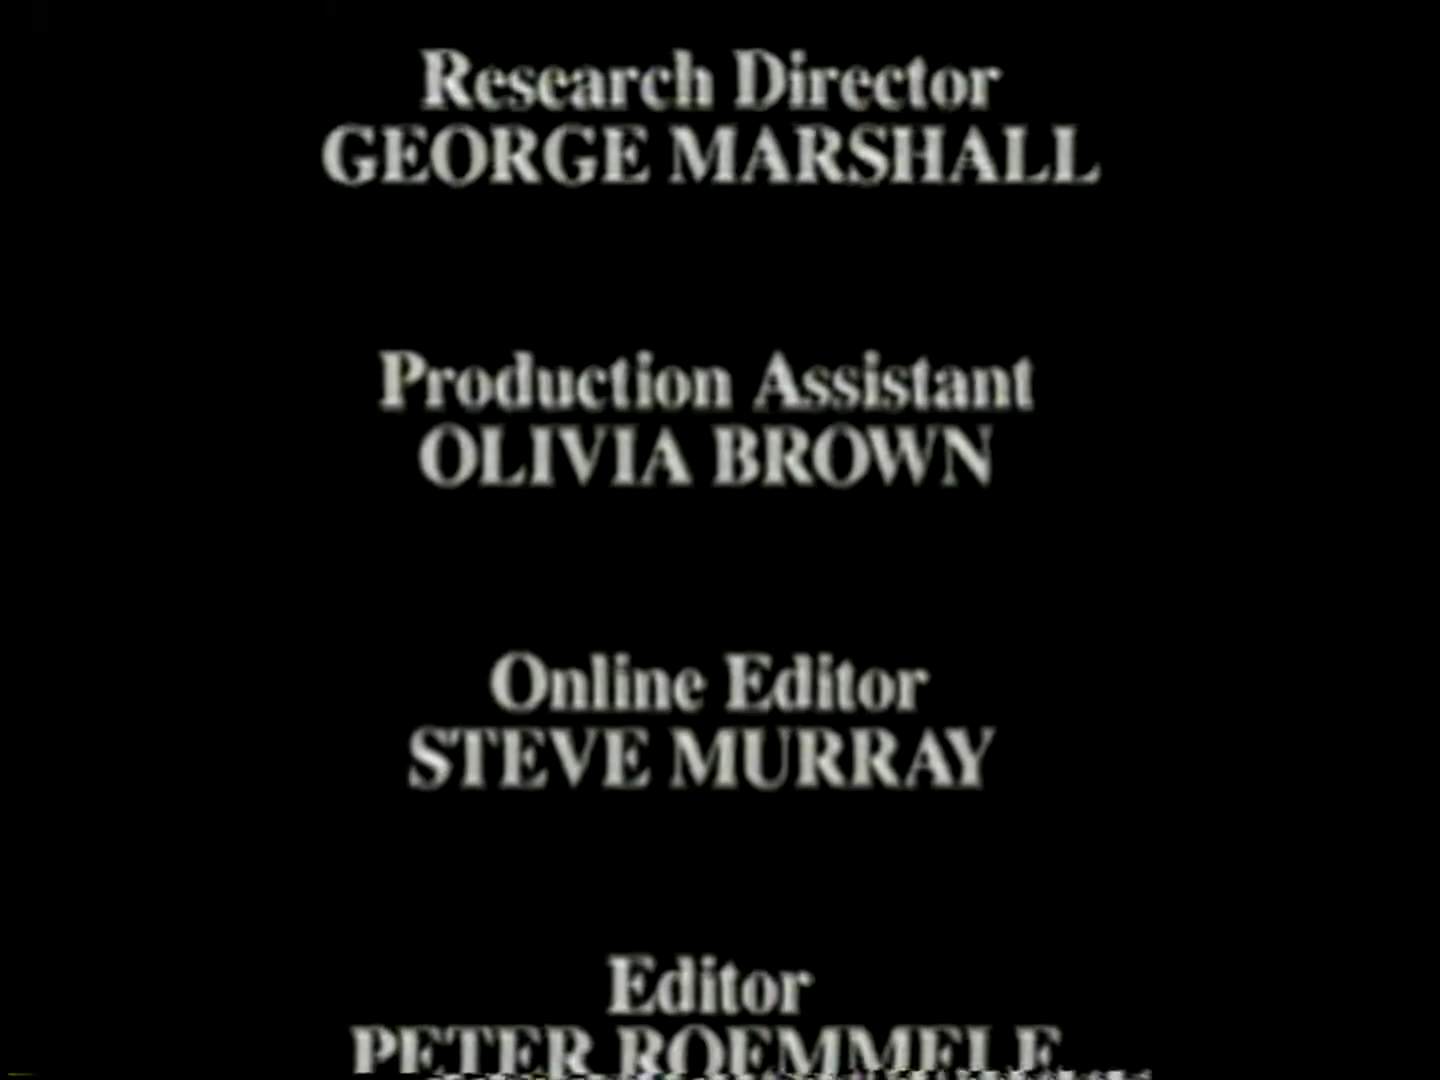 Research Director
GEORGE MARSHALL
Production Assistant
OLIVIA BROWN
Online Editor
STEVE MURRAY
Editor
PETER ROEMMELE